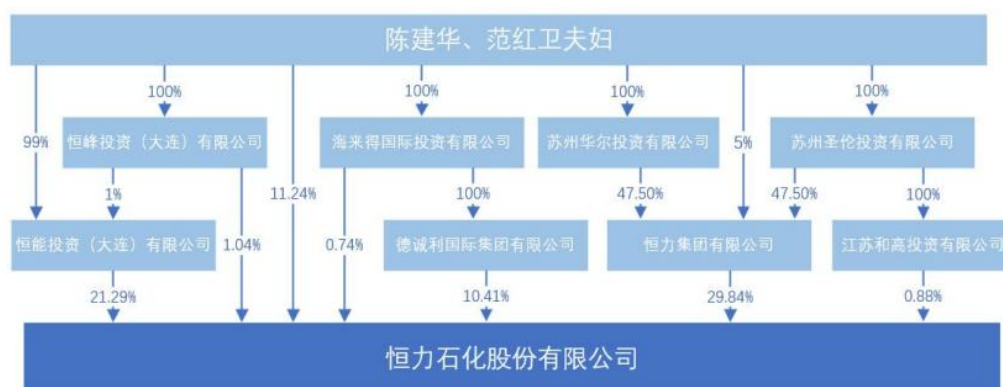 陈建华、范红卫夫妇
100%
100%
100%
100%
99%
恒峰投资（大连）有限公司
海来得国际投资有限公司
苏州华尔投资有限公司
5%
苏州圣伦投资有限公司
1%
11.24%
100%
47.50%
47.50%
100%
恒能投资（大连）有限公司
1.04%
0.74%
德诚利国际集团有限公司
恒力集团有限公司
江苏和高投资有限公司
21.29%
10.41%
29.84%
0.88%
恒力石化股份有限公司